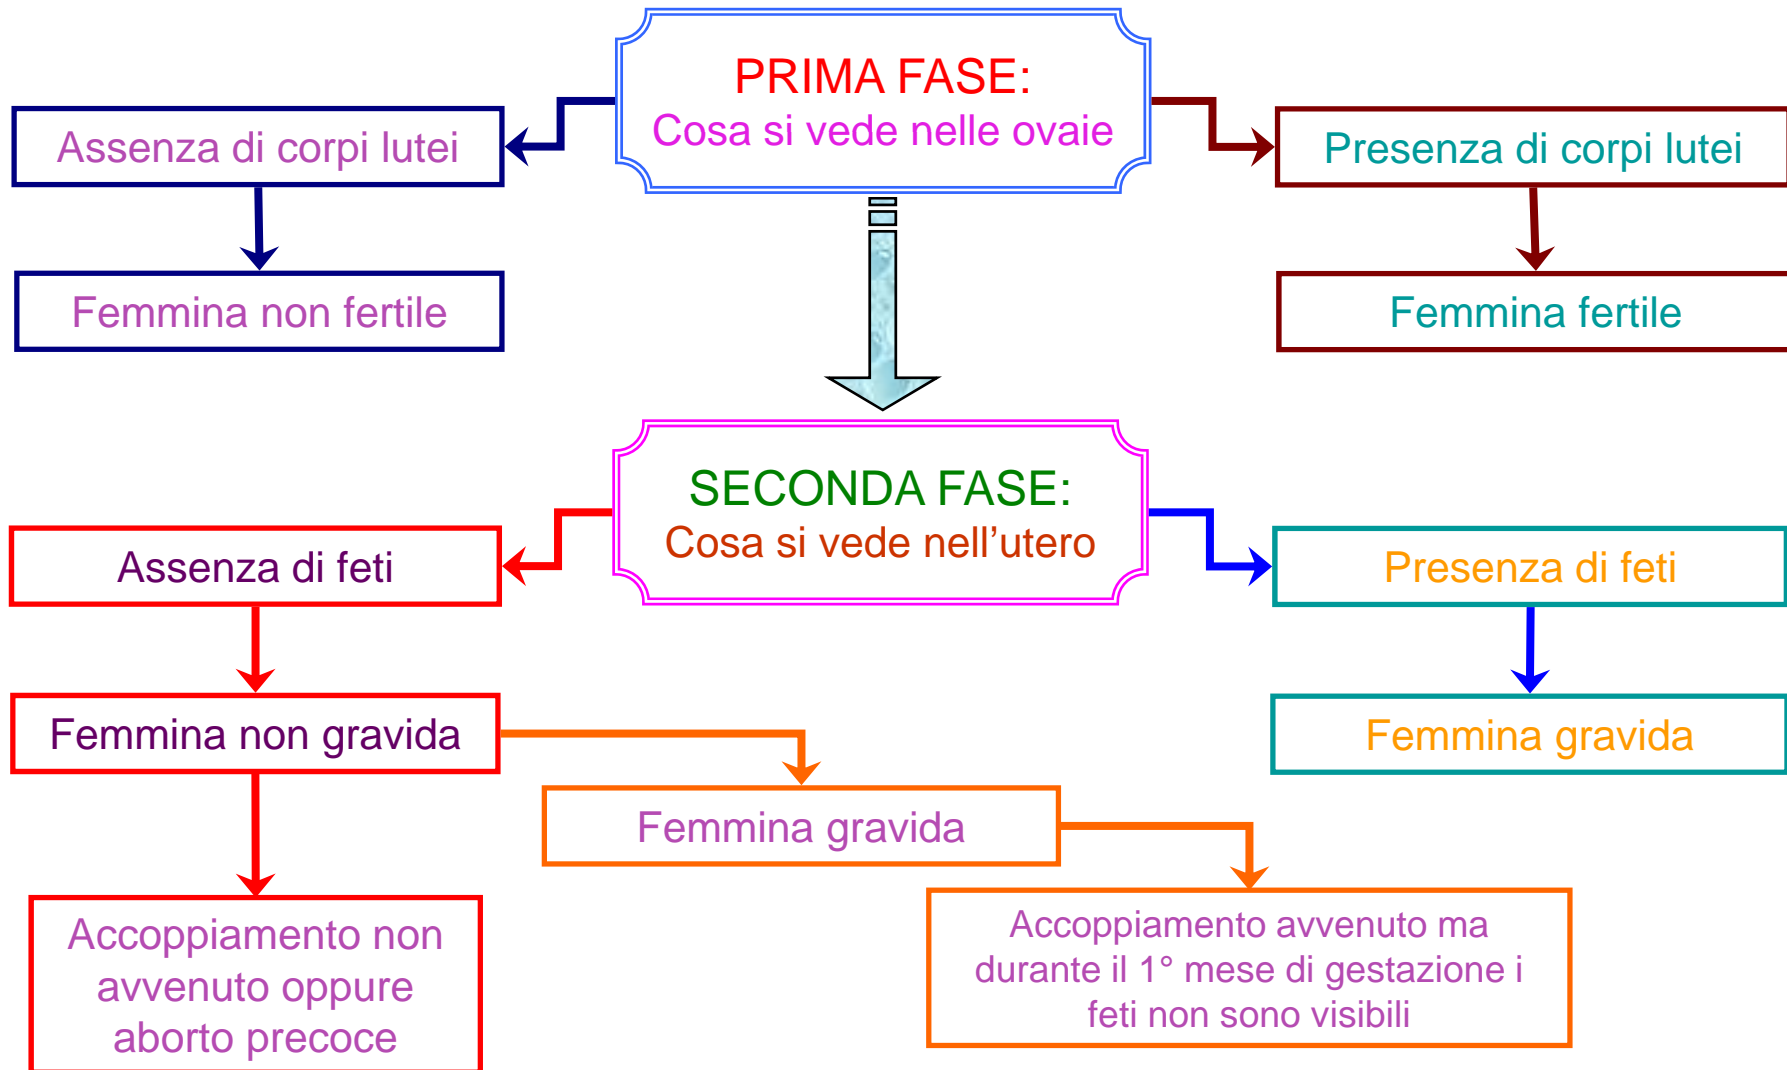 PRIMA FASE:
Cosa si vede nelle ovaie
Assenza di corpi lutei
Presenza di corpi lutei
Femmina non fertile
Femmina fertile
SECONDA FASE:
Cosa si vede nell’utero
Assenza di feti
Presenza di feti
Femmina non gravida
Femmina gravida
Femmina gravida
Accoppiamento non
avvenuto oppure
aborto precoce
Accoppiamento avvenuto ma
durante il 1° mese di gestazione i
feti non sono visibili